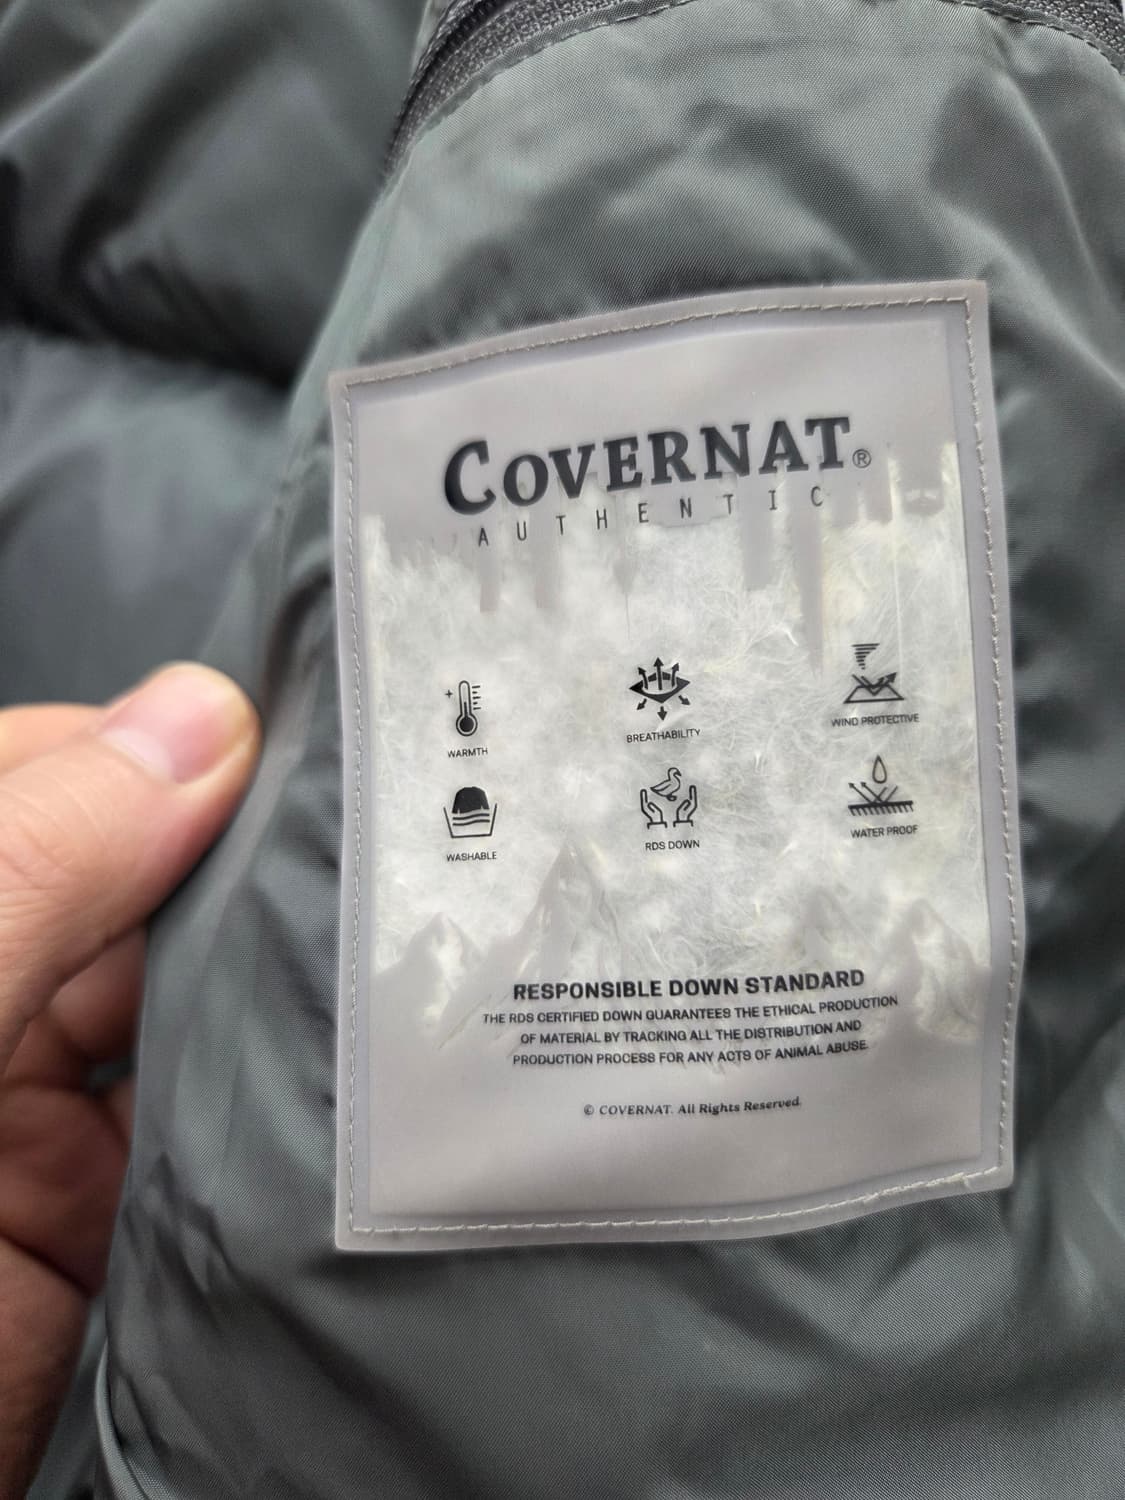 COVERNAT®
AUTHENTIC
WARMTH
BREATHABILITY
WIND PROTECTIVE
WASHABLE
RDS DOWN
WATER PROOF
RESPONSIBLE DOWN STANDARD
THE RDS CERTIFIED DOWN GUARANTEES THE ETHICAL PRODUCTION
OF MATERIAL BY TRACKING ALL THE DISTRIBUTION AND
PRODUCTION PROCESS FOR ANY ACTS OF ANIMAL ABUSE.
© COVERNAT. All Rights Reserved.